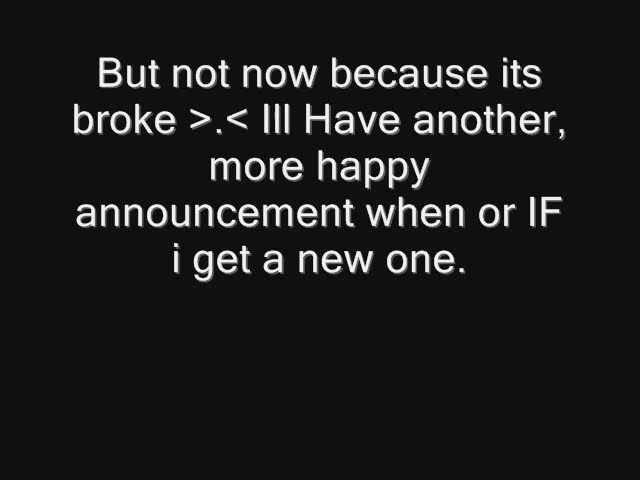 But not now because its
broke >.< Ill Have another,
more happy
announcement when or IF
i get a new one.